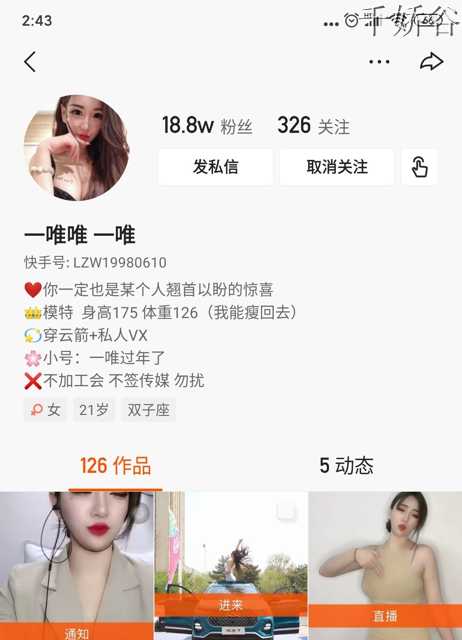 2:43
千妡谷
18.8w 粉丝 326 关注
发私信 取消关注
一唯唯 一唯
快手号: LZW19980610
❤️你一定也是某个人翘首以盼的惊喜
👑模特 身高175 体重126（我能瘦回去）
💫穿云箭+私人VX
🌸小号：一唯过年了
❌不加工会 不签传媒 勿扰
女 21岁 双子座
126 作品 5 动态
通知 进来 直播